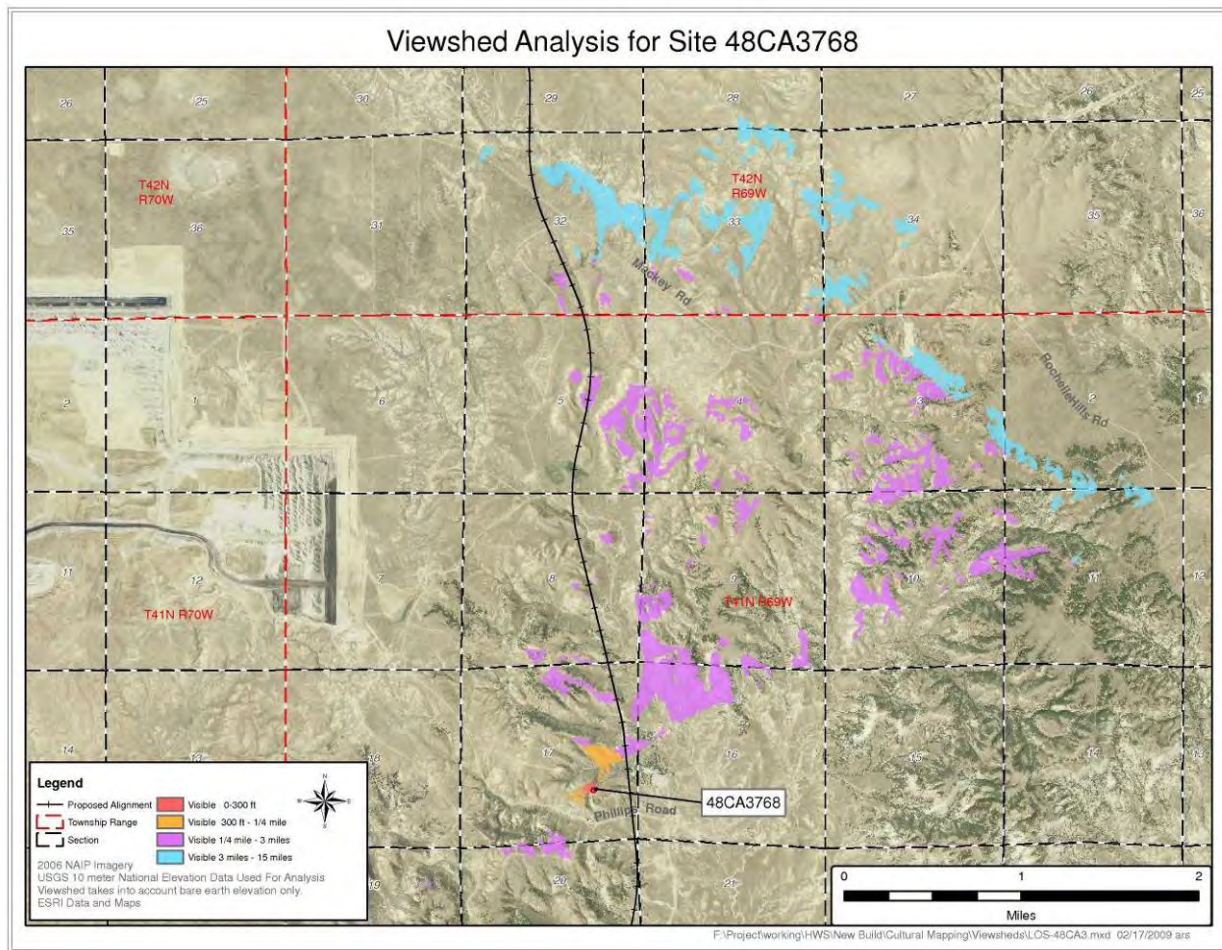 Viewshed Analysis for Site 48CA3768
26
25
30
29
28
27
26
25
T42N
R70W
T42N
R69W
35
36
31
32
33
34
35
36
Mackey Rd
2
1
6
5
4
3
2
1
RochelleHills Rd
11
12
7
8
9
10
11
12
T41N R70W
T41N R69W
14
13
18
17
16
15
14
13
48CA3768
Phillips Road
19
20
21
Legend
Proposed Alignment
Township Range
Section
Visible 0-300 ft
Visible 300 ft - 1/4 mile
Visible 1/4 mile - 3 miles
Visible 3 miles - 15 miles
N
2006 NAIP Imagery
USGS 10 meter National Elevation Data Used For Analysis
Viewshed takes into account bare earth elevation only.
ESRI Data and Maps
0 1 2
Miles
F:\Project\working\HWS\New Build\Cultural Mapping\Viewsheds\LOS-48CA3.mxd 02/17/2009 ars